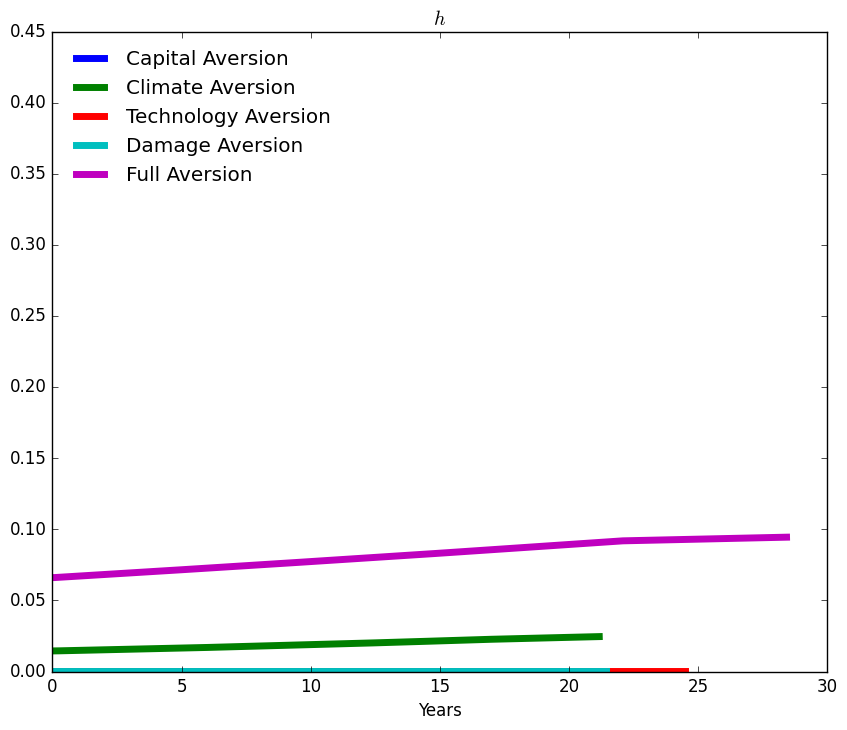 h
0.45
0.40
0.35
0.30
0.25
0.20
0.15
0.10
0.05
0.00
Capital Aversion
Climate Aversion
Technology Aversion
Damage Aversion
Full Aversion
0 5 10 15 20 25 30
Years